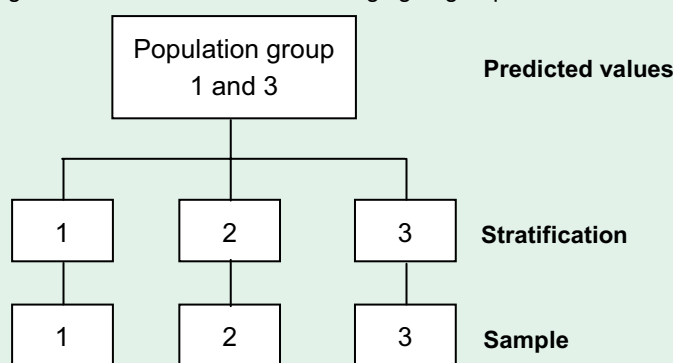 Population group
1 and 3
Predicted values
1 2 3 Stratification
1 2 3 Sample